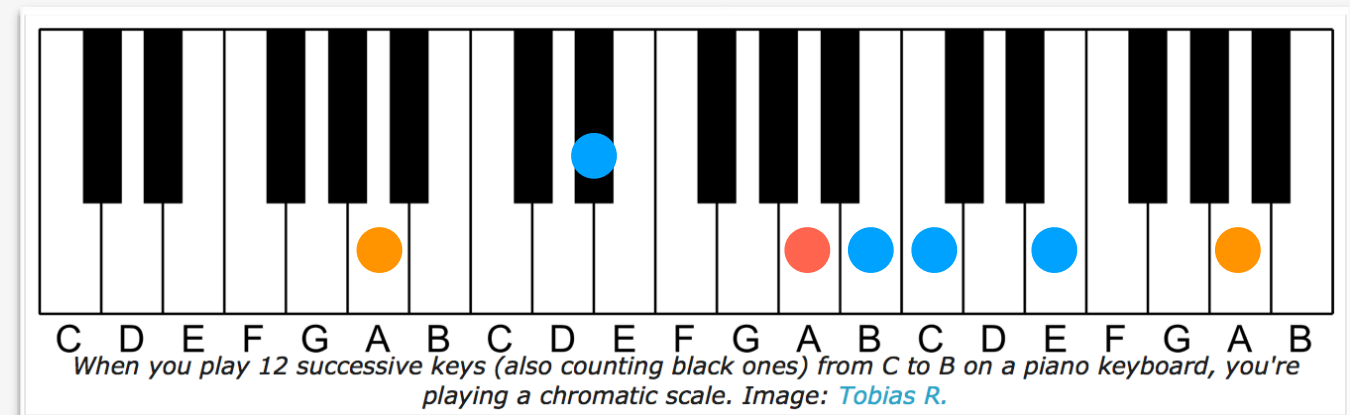 C D E F G A B C D E F G A B C D E F G A B
When you play 12 successive keys (also counting black ones) from C to B on a piano keyboard, you're
playing a chromatic scale. Image: Tobias R.